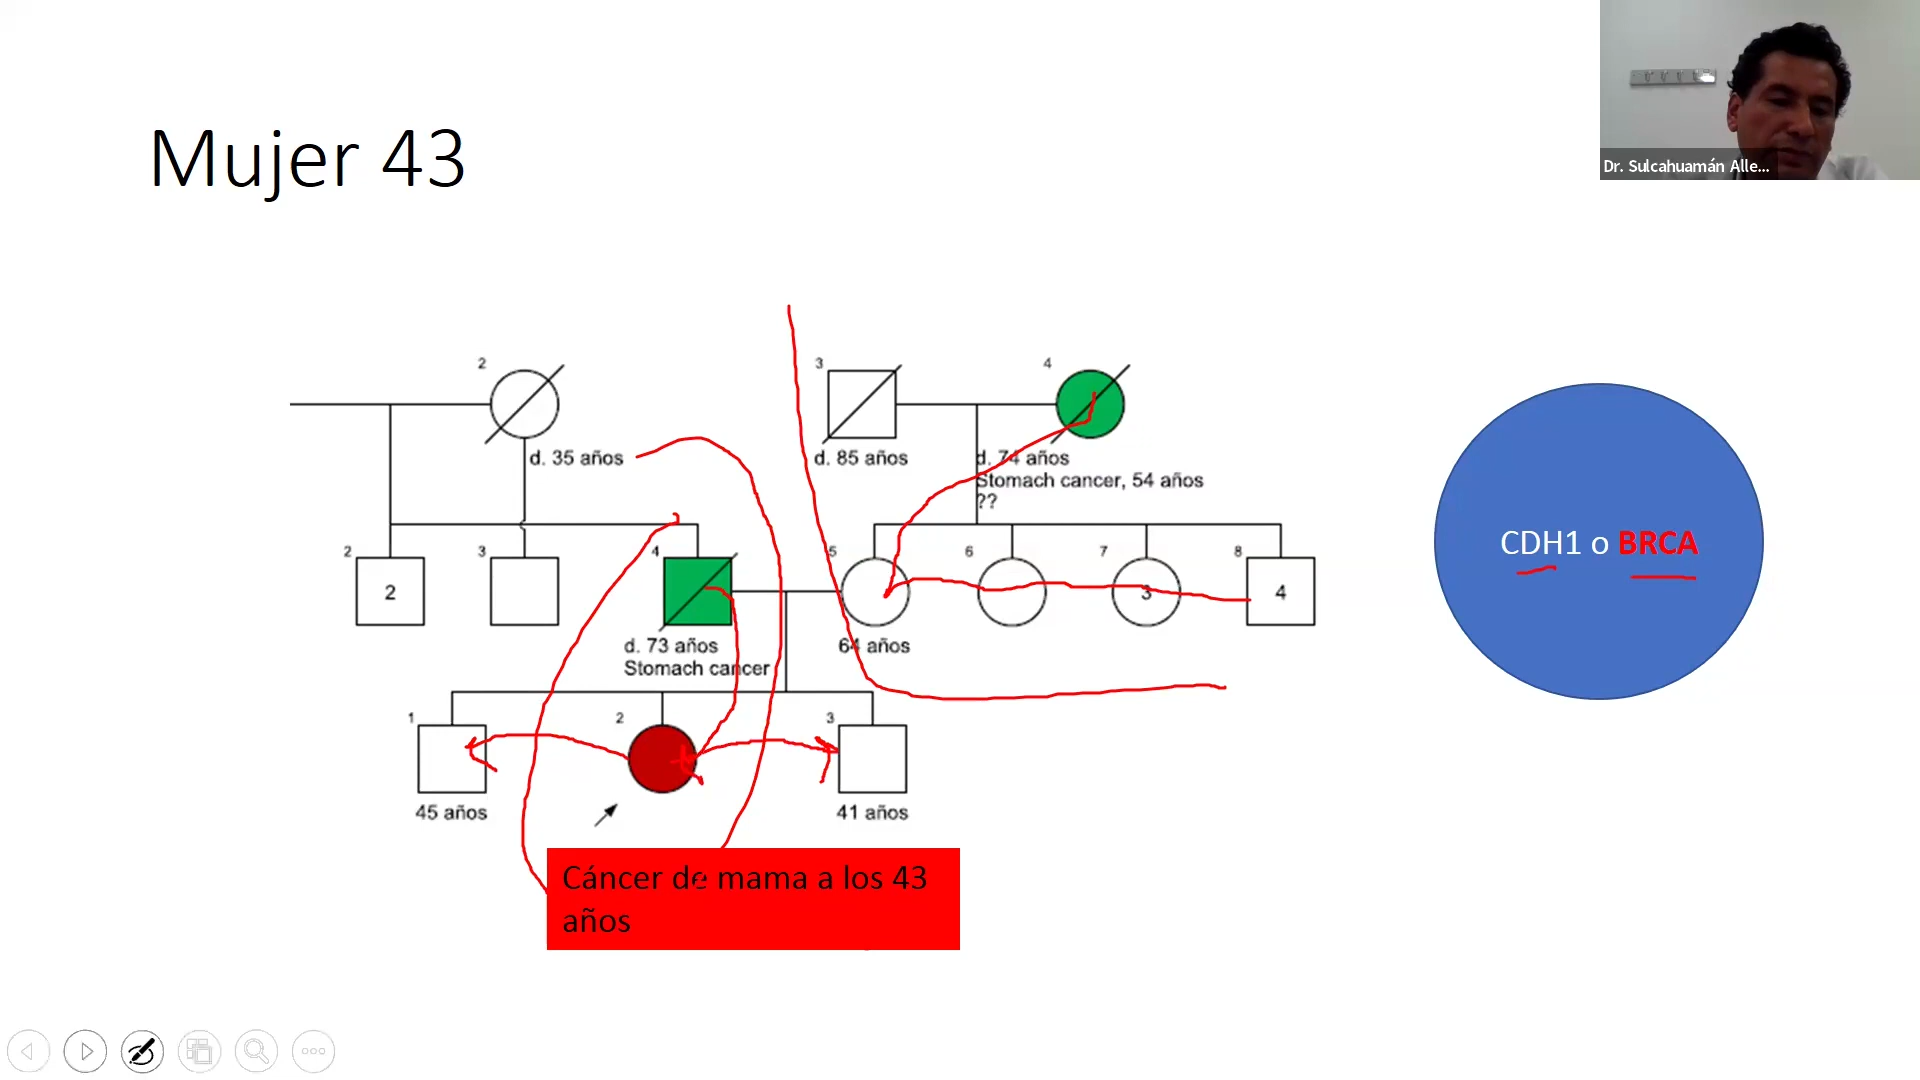 Dr. Sulcahuamán Alle...
Mujer 43
2
3
4
d. 35 años
d. 85 años
d. 74 años
Stomach cancer, 54 años
??
2
3
4
5
6
7
8
2
3
4
d. 73 años
Stomach cancer
64 años
CDH1 o BRCA
1
2
3
45 años
41 años
Cáncer de mama a los 43
años